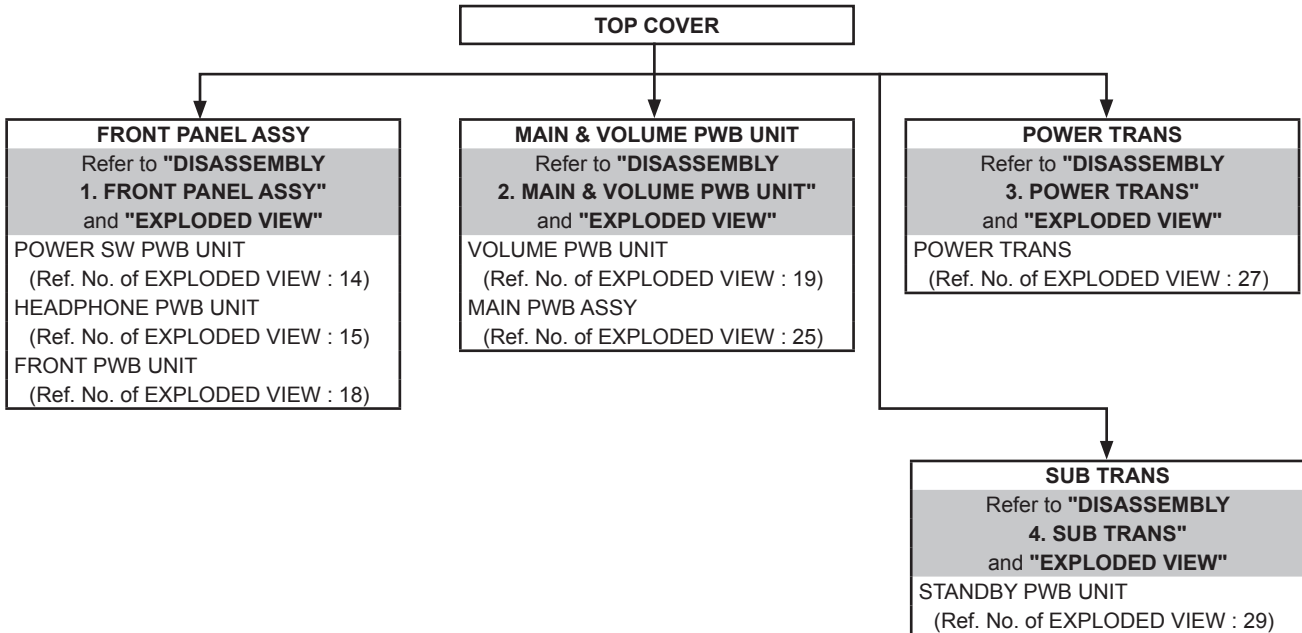 TOP COVER
FRONT PANEL ASSY
Refer to "DISASSEMBLY
1. FRONT PANEL ASSY"
and "EXPLODED VIEW"
POWER SW PWB UNIT
(Ref. No. of EXPLODED VIEW : 14)
HEADPHONE PWB UNIT
(Ref. No. of EXPLODED VIEW : 15)
FRONT PWB UNIT
(Ref. No. of EXPLODED VIEW : 18)
MAIN & VOLUME PWB UNIT
Refer to "DISASSEMBLY
2. MAIN & VOLUME PWB UNIT"
and "EXPLODED VIEW"
VOLUME PWB UNIT
(Ref. No. of EXPLODED VIEW : 19)
MAIN PWB ASSY
(Ref. No. of EXPLODED VIEW : 25)
POWER TRANS
Refer to "DISASSEMBLY
3. POWER TRANS"
and "EXPLODED VIEW"
POWER TRANS
(Ref. No. of EXPLODED VIEW : 27)
SUB TRANS
Refer to "DISASSEMBLY
4. SUB TRANS"
and "EXPLODED VIEW"
STANDBY PWB UNIT
(Ref. No. of EXPLODED VIEW : 29)